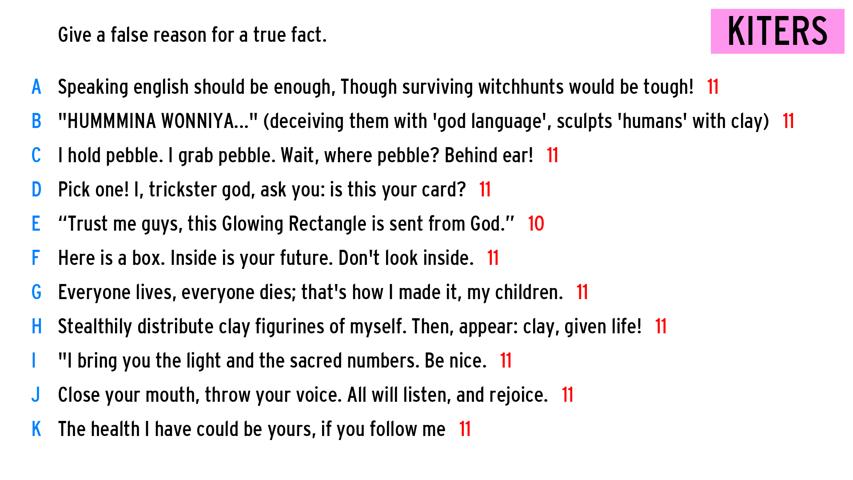 Give a false reason for a true fact.
KITERS
A Speaking english should be enough, Though surviving witchhunts would be tough! 11
B "HUMMMINA WONNIYA..." (deceiving them with 'god language', sculpts 'humans' with clay) 11
C I hold pebble. I grab pebble. Wait, where pebble? Behind ear! 11
D Pick one! I, trickster god, ask you: is this your card? 11
E “Trust me guys, this Glowing Rectangle is sent from God.” 10
F Here is a box. Inside is your future. Don't look inside. 11
G Everyone lives, everyone dies; that's how I made it, my children. 11
H Stealthily distribute clay figurines of myself. Then, appear: clay, given life! 11
I "I bring you the light and the sacred numbers. Be nice. 11
J Close your mouth, throw your voice. All will listen, and rejoice. 11
K The health I have could be yours, if you follow me 11